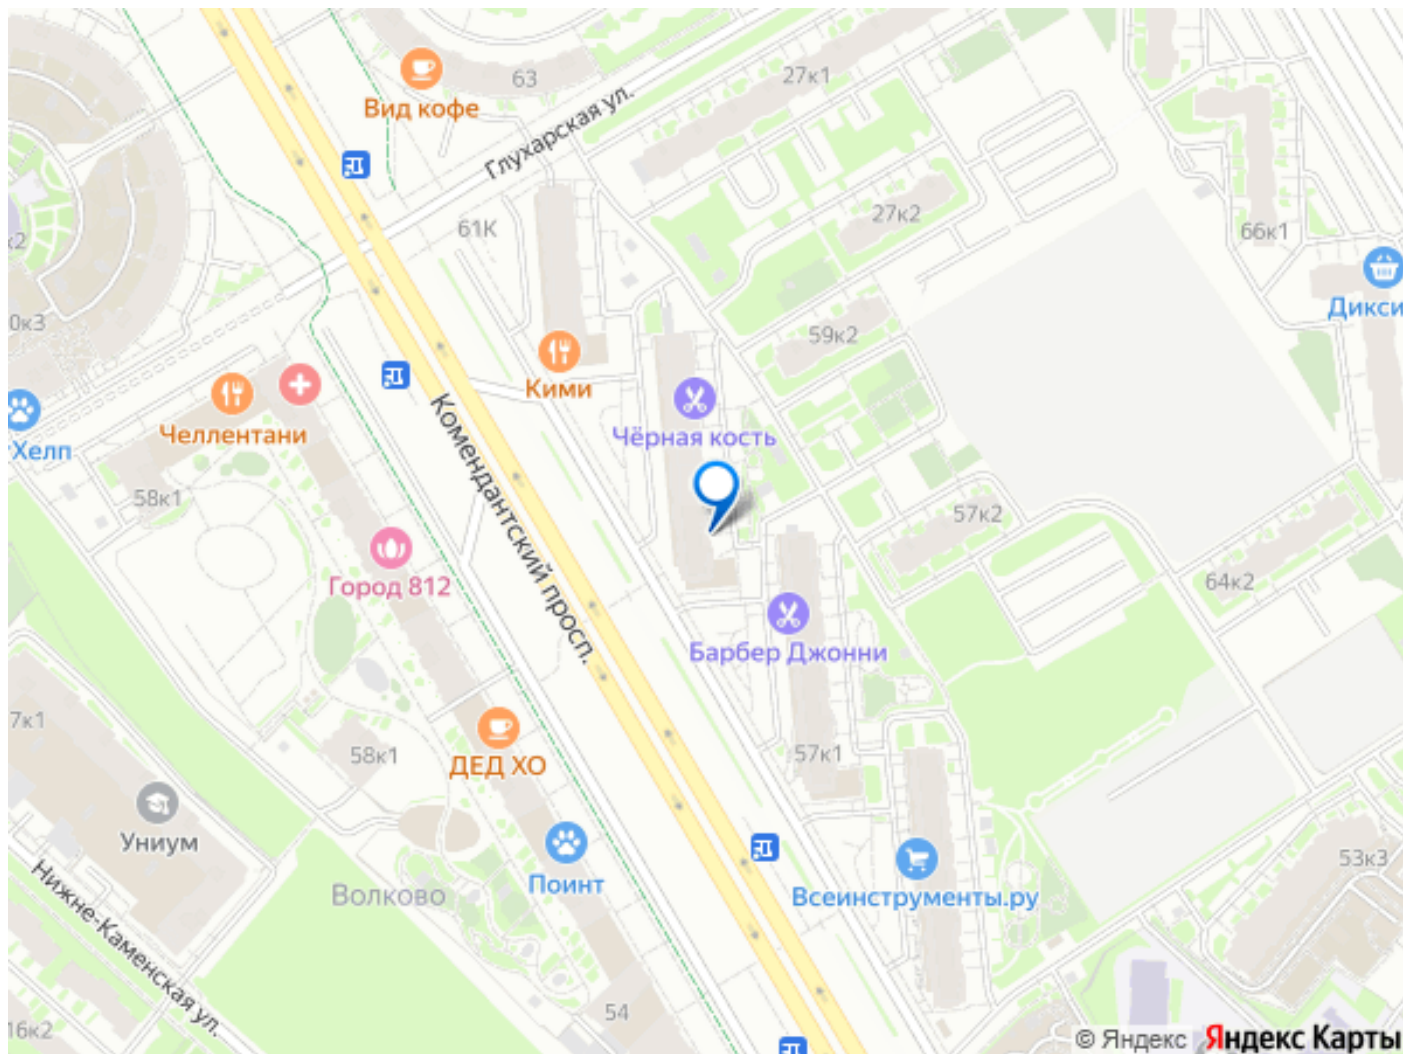 63
27к1
Вид кофе
Глухарская ул.
61К
27к2
66к1
к2
Дикси
0к3
59к2
Кими
Челлентани
Чёрная кость
Хелп
Комендантский просп.
58к1
57к2
Город 812
64к2
Барбер Джонни
7к1
58к1
ДЕД ХО
57к1
Униум
53к3
Поинт
Волково
Всеинструменты.ру
Нижне-Каменская ул.
54
16к2
© Яндекс Яндекс Карты